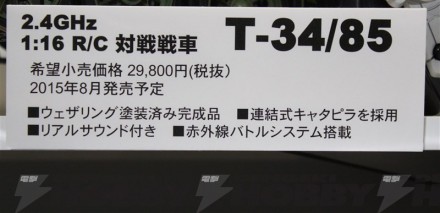 2.4GHz
1:16 R/C 対戦戦車 T-34/85
希望小売価格 29,800円(税抜)
2015年8月発売予定
■ウェザリング塗装済み完成品 ■連結式キャタピラを採用
■リアルサウンド付き ■赤外線バトルシステム搭載
電撃 電撃